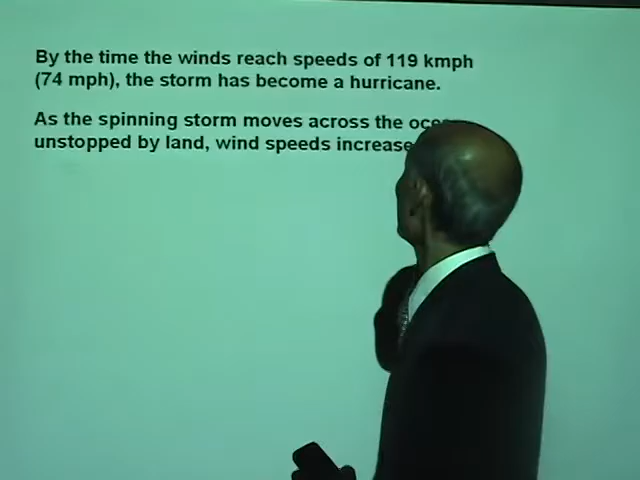 By the time the winds reach speeds of 119 kmph
(74 mph), the storm has become a hurricane.
As the spinning storm moves across the
unstopped by land, wind speeds increase